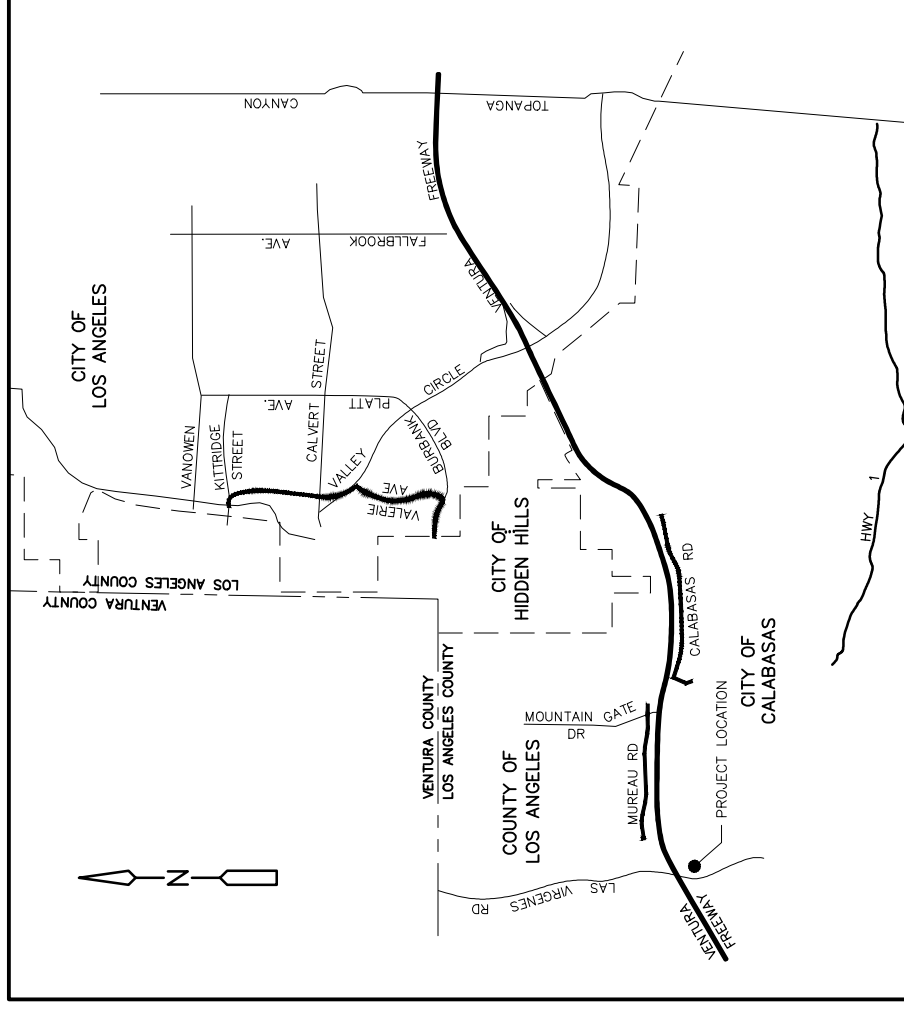 CANYON
TOPANGA
FREEWAY
VENTURA
FALLBROOK
AVE.
CITY OF
LOS ANGELES
CALVERT STREET
CIRCLE
PLATT
AVE.
VANOWEN
KITTRIDGE
STREET
VALLEY
BURBANK
BLVD
VALERIE
AVE
CITY OF
HIDDEN HILLS
LOS ANGELES COUNTY
VENTURA COUNTY
HWY 1
CALABASAS RD
CITY OF
CALABASAS
VENTURA COUNTY
LOS ANGELES COUNTY
MOUNTAIN GATE
DR
COUNTY OF
LOS ANGELES
MUREAU RD
PROJECT LOCATION
N
LAS VIRGENES RD
VENTURA
FREEWAY